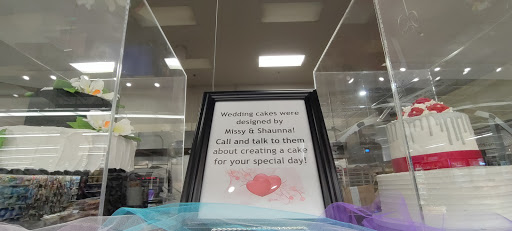 Wedding cakes were
designed by
Missy & Shaunna!
Call and talk to them
about creating a cake
for your special day!